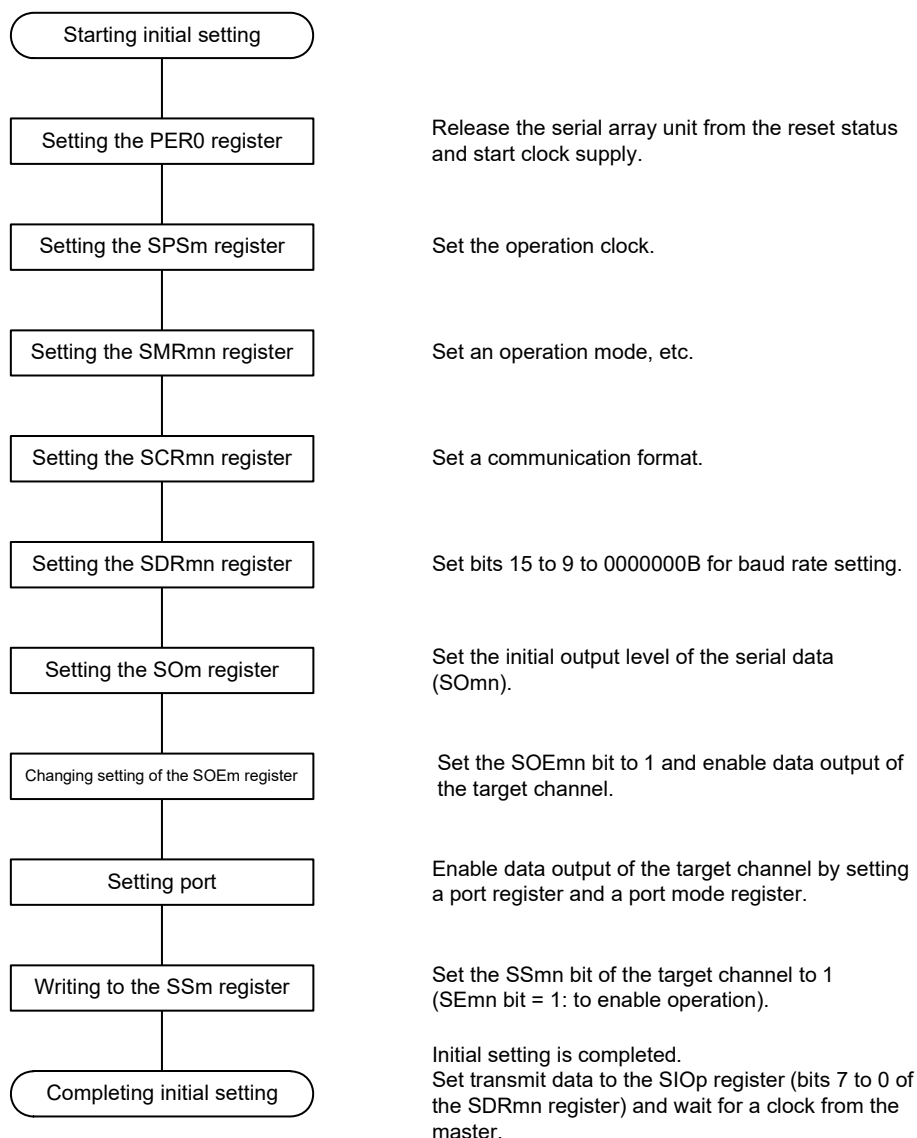 Starting initial setting
Setting the PER0 register
Release the serial array unit from the reset status
and start clock supply.
Setting the SPSm register
Set the operation clock.
Setting the SMRmn register
Set an operation mode, etc.
Setting the SCRmn register
Set a communication format.
Setting the SDRmn register
Set bits 15 to 9 to 0000000B for baud rate setting.
Setting the SOm register
Set the initial output level of the serial data
(SOmn).
Changing setting of the SOEm register
Set the SOEmn bit to 1 and enable data output of
the target channel.
Setting port
Enable data output of the target channel by setting
a port register and a port mode register.
Writing to the SSm register
Set the SSmn bit of the target channel to 1
(SEmn bit = 1: to enable operation).
Completing initial setting
Initial setting is completed.
Set transmit data to the SIOp register (bits 7 to 0 of
the SDRmn register) and wait for a clock from the
master.